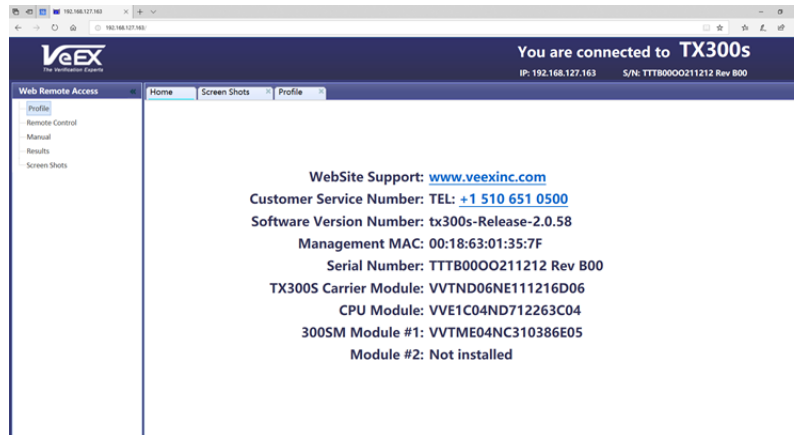 192.168.127.163
192.168.127.163/
VeEX
The Verification Experts
You are connected to TX300s
IP: 192.168.127.163 S/N: TTTB00OO211212 Rev B00
Web Remote Access
Home Screen Shots Profile
Profile
Remote Control
Manual
Results
Screen Shots
WebSite Support: www.veexinc.com
Customer Service Number: TEL: +1 510 651 0500
Software Version Number: tx300s-Release-2.0.58
Management MAC: 00:18:63:01:35:7F
Serial Number: TTTB00OO211212 Rev B00
TX300S Carrier Module: VVTND06NE111216D06
CPU Module: VVE1C04ND712263C04
300SM Module #1: VVTME04NC310386E05
Module #2: Not installed